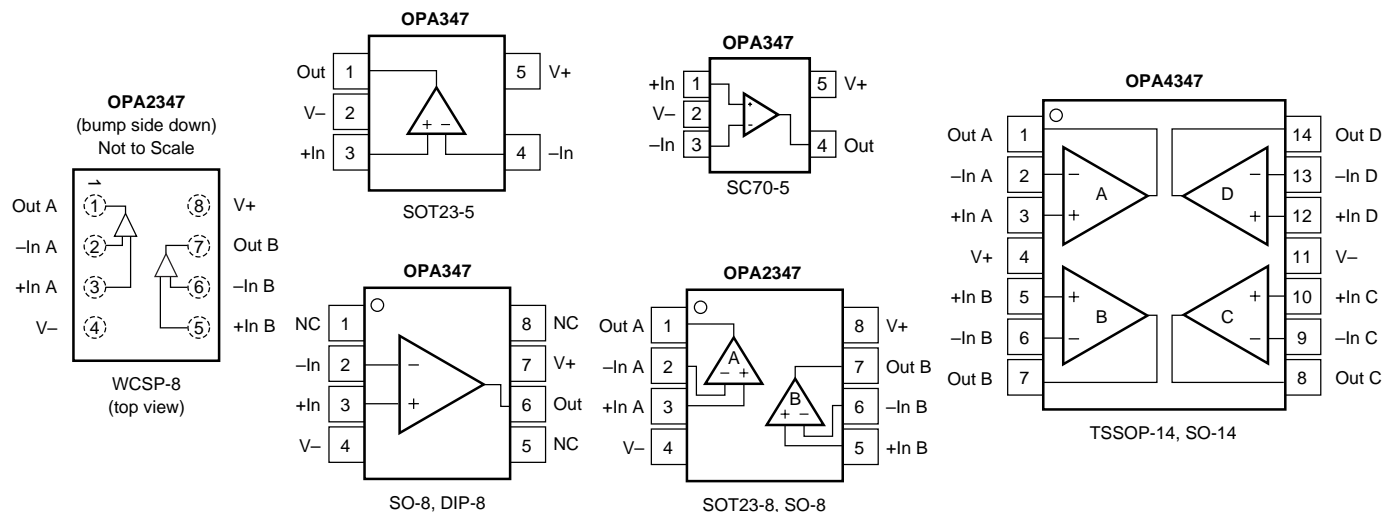 OPA2347
(bump side down)
Not to Scale
1
Out A 1 8 V+
–In A 2 7 Out B
+In A 3 6 –In B
V– 4 5 +In B
WCSP-8
(top view)
OPA347
Out 1 5 V+
V– 2
+In 3 + – 4 –In
SOT23-5
OPA347
+In 1 + 5 V+
V– 2
–In 3 - 4 Out
SC70-5
OPA347
NC 1 8 NC
–In 2 – 7 V+
+In 3 + 6 Out
V– 4 5 NC
SO-8, DIP-8
OPA2347
Out A 1 8 V+
–In A 2 A – + 7 Out B
+In A 3 B + – 6 –In B
V– 4 5 +In B
SOT23-8, SO-8
OPA4347
Out A 1 14 Out D
–In A 2 – A D – 13 –In D
+In A 3 + + 12 +In D
V+ 4 11 V–
+In B 5 + B C + 10 +In C
–In B 6 – – 9 –In C
Out B 7 8 Out C
TSSOP-14, SO-14